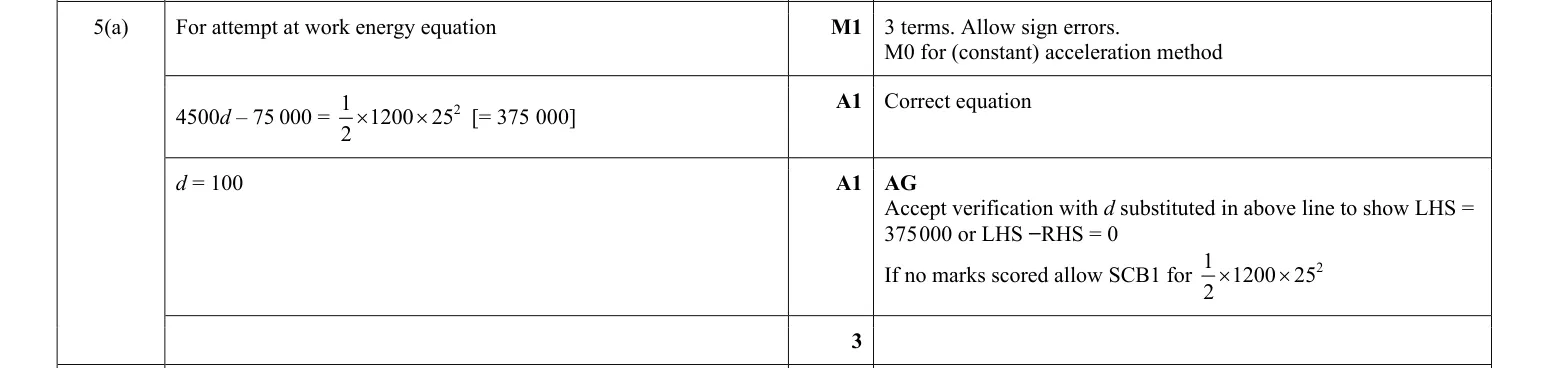 5(a) For attempt at work energy equation M1 3 terms. Allow sign errors.
M0 for (constant) acceleration method
4500d – 75 000 = 1/2 ×1200×25² [= 375 000] A1 Correct equation
d = 100 A1 AG
Accept verification with d substituted in above line to show LHS =
375000 or LHS −RHS = 0
If no marks scored allow SCB1 for 1/2 ×1200×25²
3